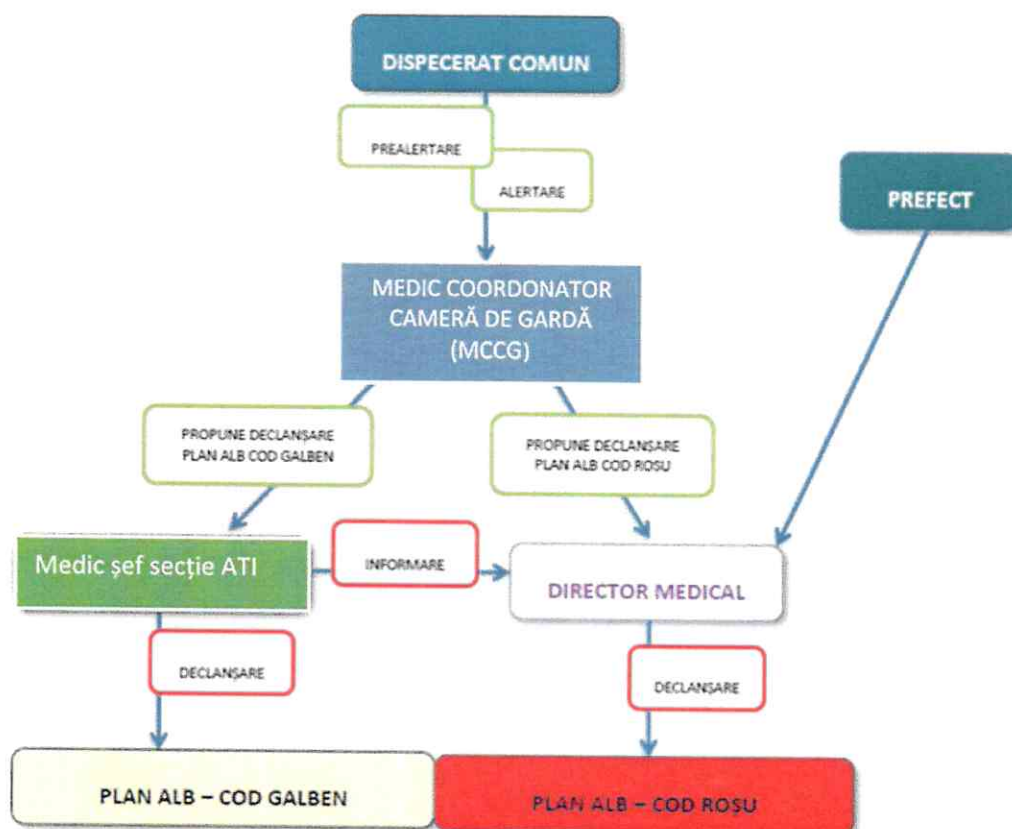 DISPECERAT COMUN
PREALERTARE
ALERTARE
PREFECT
MEDIC COORDONATOR
CAMERĂ DE GARDĂ
(MCCG)
PROPUNE DECLANȘARE
PLAN ALB COD GALBEN
PROPUNE DECLANȘARE
PLAN ALB COD ROSU
Medic șef secție ATI
INFORMARE
DIRECTOR MEDICAL
DECLANȘARE
DECLANȘARE
PLAN ALB – COD GALBEN
PLAN ALB – COD ROȘU